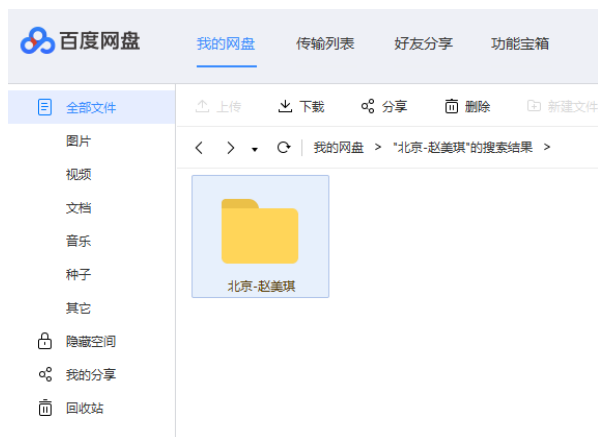 百度网盘 我的网盘 传输列表 好友分享 功能宝箱
全部文件 上传 下载 分享 删除 新建文件
图片 我的网盘 > "北京-赵美琪"的搜索结果 >
视频
文档
音乐
种子
北京-赵美琪
其它
隐藏空间
我的分享
回收站